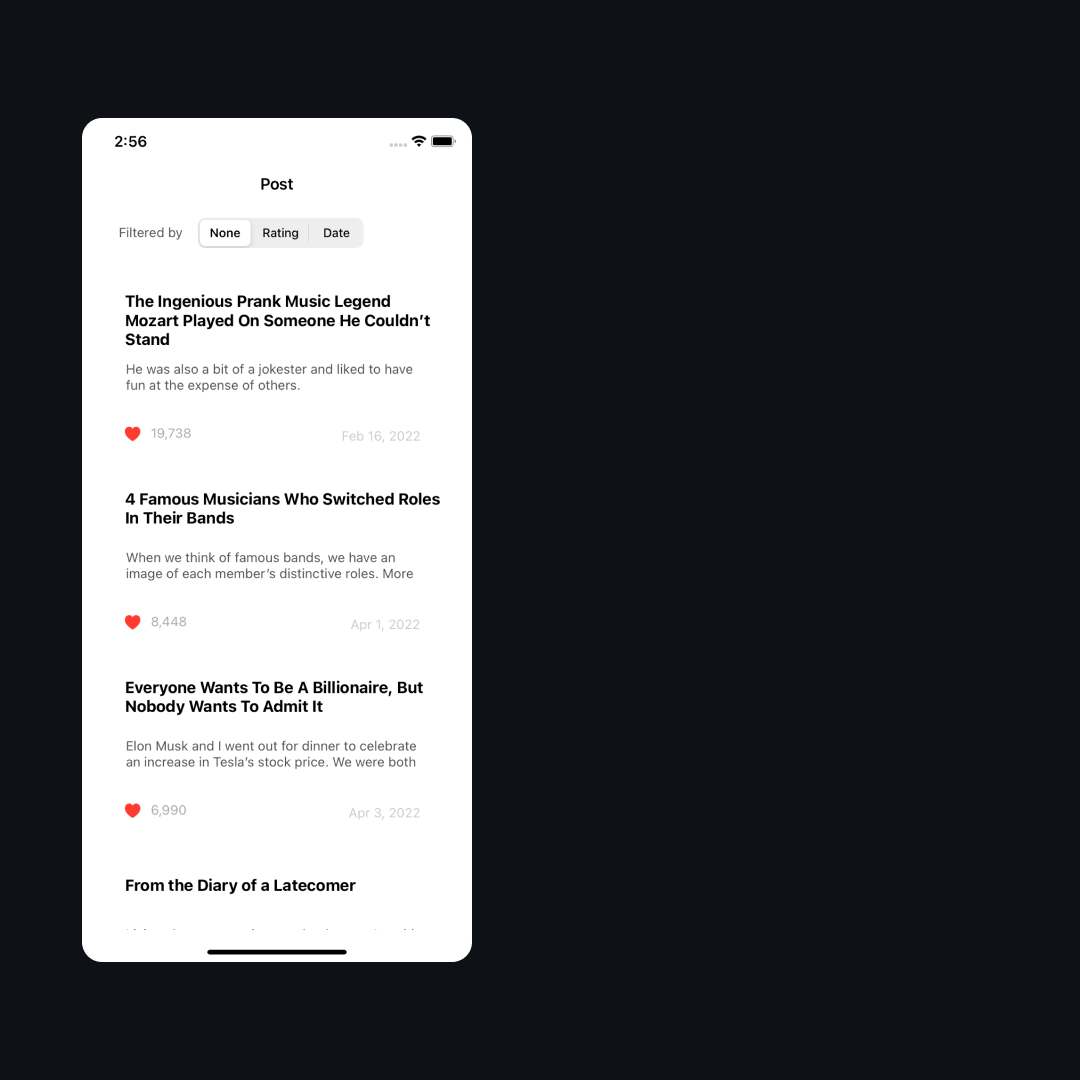 2:56
Post
Filtered by None Rating Date
The Ingenious Prank Music Legend
Mozart Played On Someone He Couldn’t
Stand
He was also a bit of a jokester and liked to have
fun at the expense of others.
19,738 Feb 16, 2022
4 Famous Musicians Who Switched Roles
In Their Bands
When we think of famous bands, we have an
image of each member’s distinctive roles. More
8,448 Apr 1, 2022
Everyone Wants To Be A Billionaire, But
Nobody Wants To Admit It
Elon Musk and I went out for dinner to celebrate
an increase in Tesla’s stock price. We were both
6,990 Apr 3, 2022
From the Diary of a Latecomer